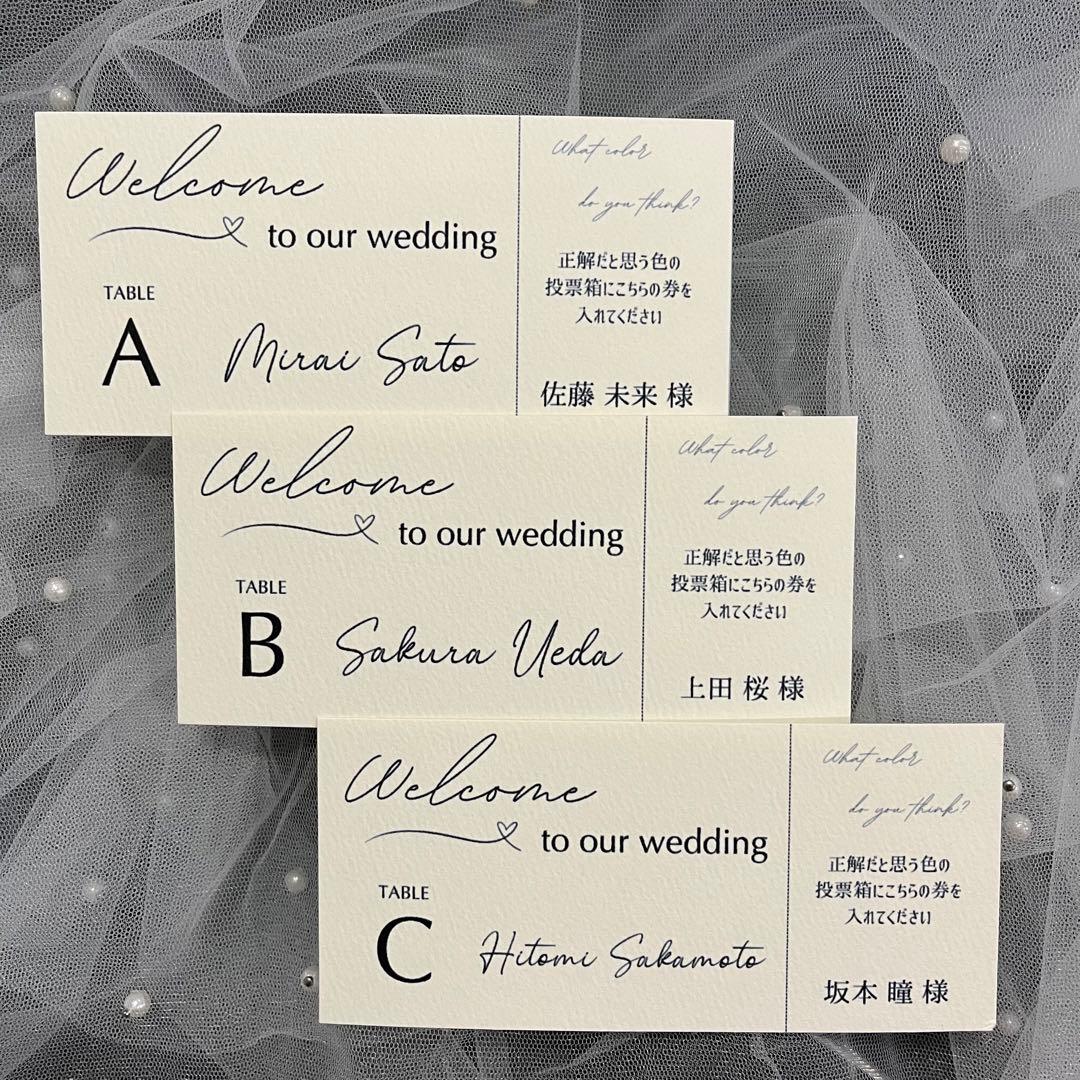 Welcome
to our wedding
TABLE
A
Mirai Sato
What color
do you think?
正解だと思う色の
投票箱にこちらの券を
入れてください
佐藤 未来 様
Welcome
to our wedding
TABLE
B
Sakura Ueda
What color
do you think?
正解だと思う色の
投票箱にこちらの券を
入れてください
上田 桜 様
Welcome
to our wedding
TABLE
C
Hitomi Sakamoto
What color
do you think?
正解だと思う色の
投票箱にこちらの券を
入れてください
坂本 瞳 様